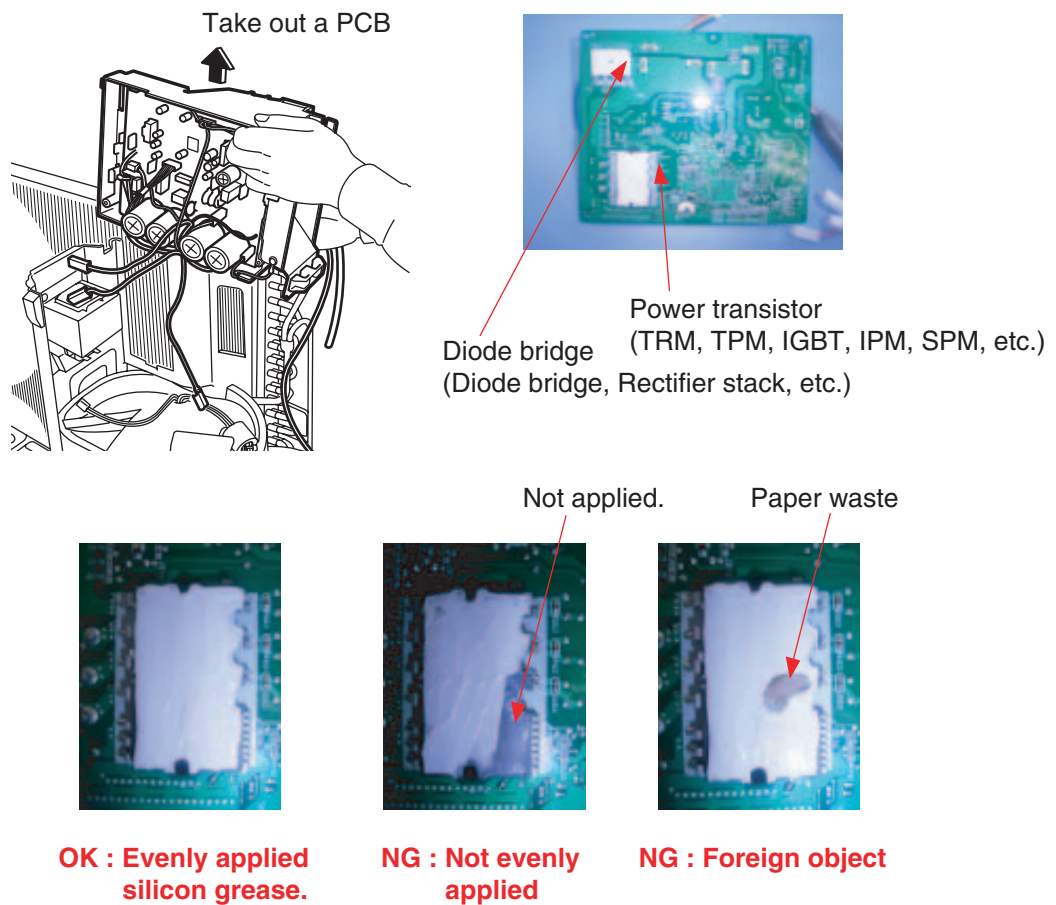 Take out a PCB
Power transistor
(TRM, TPM, IGBT, IPM, SPM, etc.)
Diode bridge
(Diode bridge, Rectifier stack, etc.)
Not applied.
Paper waste
OK : Evenly applied
silicon grease.
NG : Not evenly
applied
NG : Foreign object